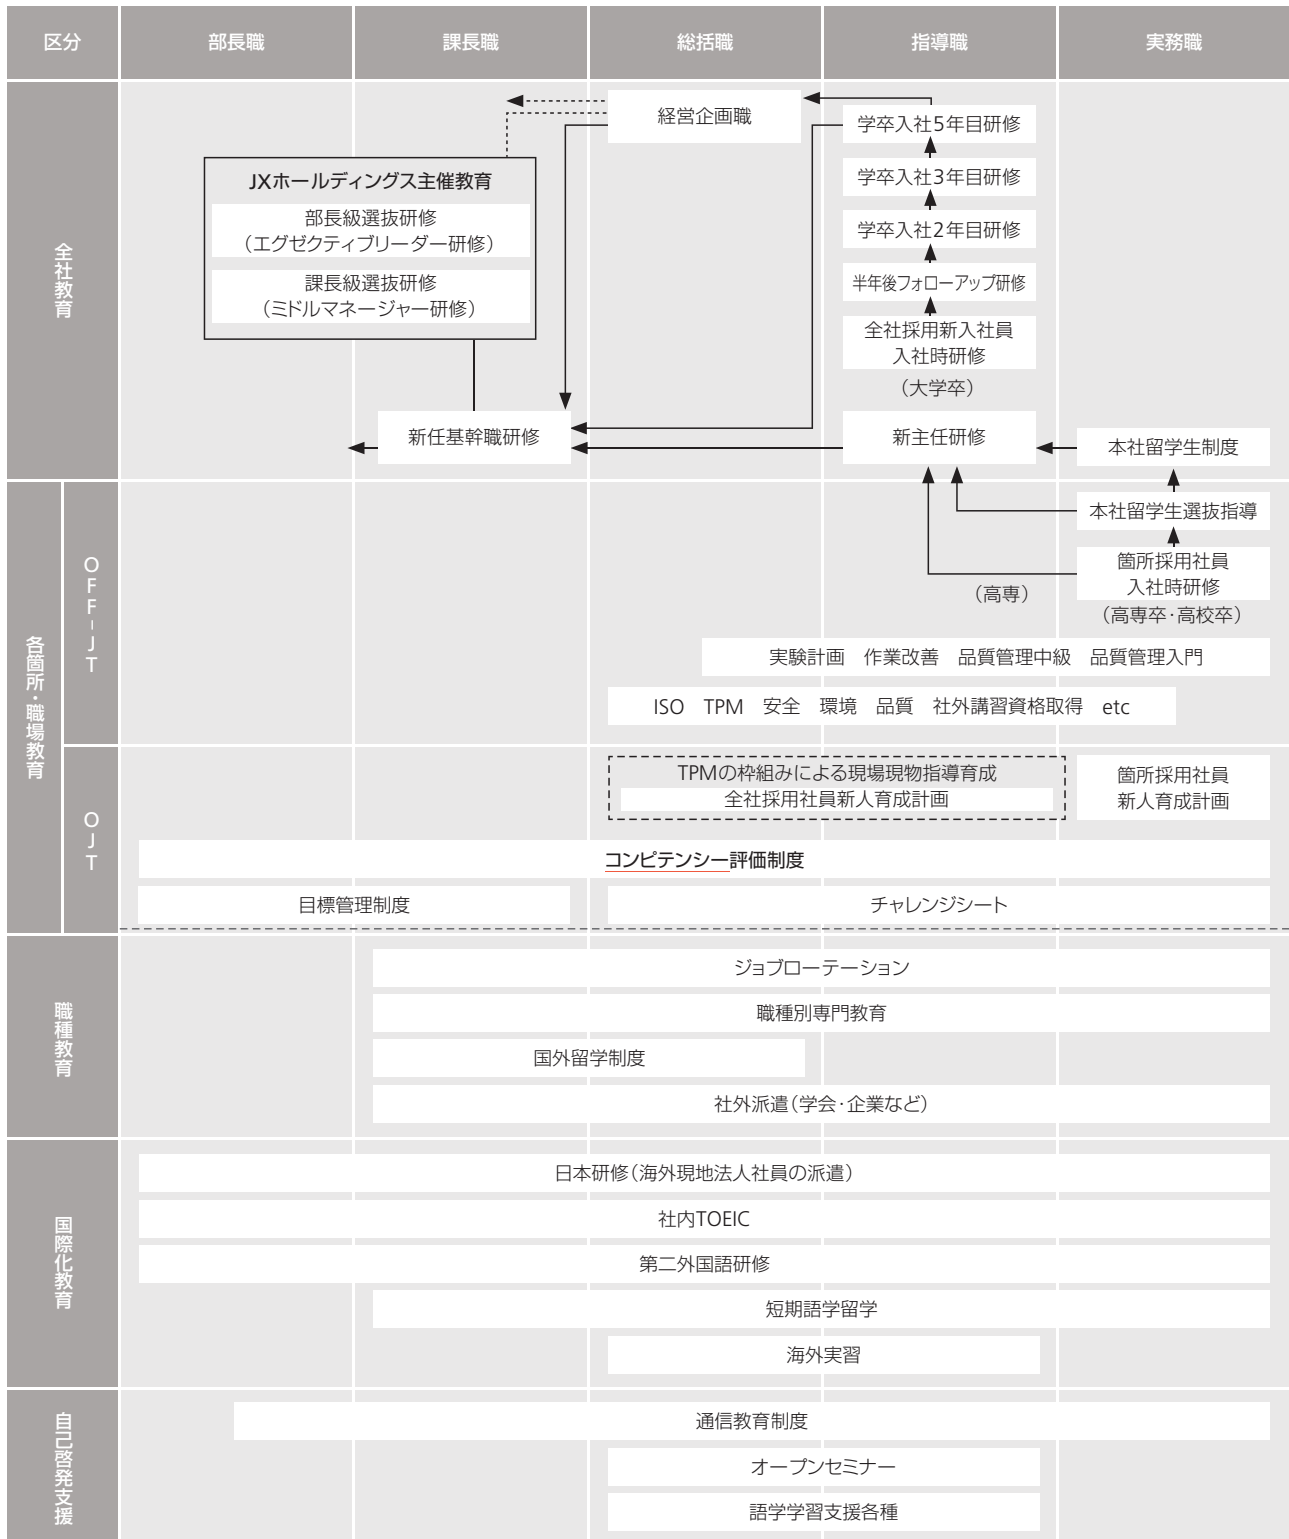 区分
部長職
課長職
総括職
指導職
実務職
全社教育
経営企画職
学卒入社5年目研修
学卒入社3年目研修
学卒入社2年目研修
半年後フォローアップ研修
全社採用新入社員
入社時研修
（大学卒）
JXホールディングス主催教育
部長級選抜研修
（エグゼクティブリーダー研修）
課長級選抜研修
（ミドルマネージャー研修）
新任基幹職研修
新主任研修
本社留学生制度
各箇所・職場教育
OFF-JT
本社留学生選抜指導
箇所採用社員
入社時研修
（高専）
（高専卒・高校卒）
実験計画　作業改善　品質管理中級　品質管理入門
ISO　TPM　安全　環境　品質　社外講習資格取得　etc
OJT
TPMの枠組みによる現場現物指導育成
全社採用社員新人育成計画
箇所採用社員
新人育成計画
コンピテンシー評価制度
目標管理制度
チャレンジシート
職種教育
ジョブローテーション
職種別専門教育
国外留学制度
社外派遣（学会・企業など）
国際化教育
日本研修（海外現地法人社員の派遣）
社内TOEIC
第二外国語研修
短期語学留学
海外実習
自己啓発支援
通信教育制度
オープンセミナー
語学学習支援各種